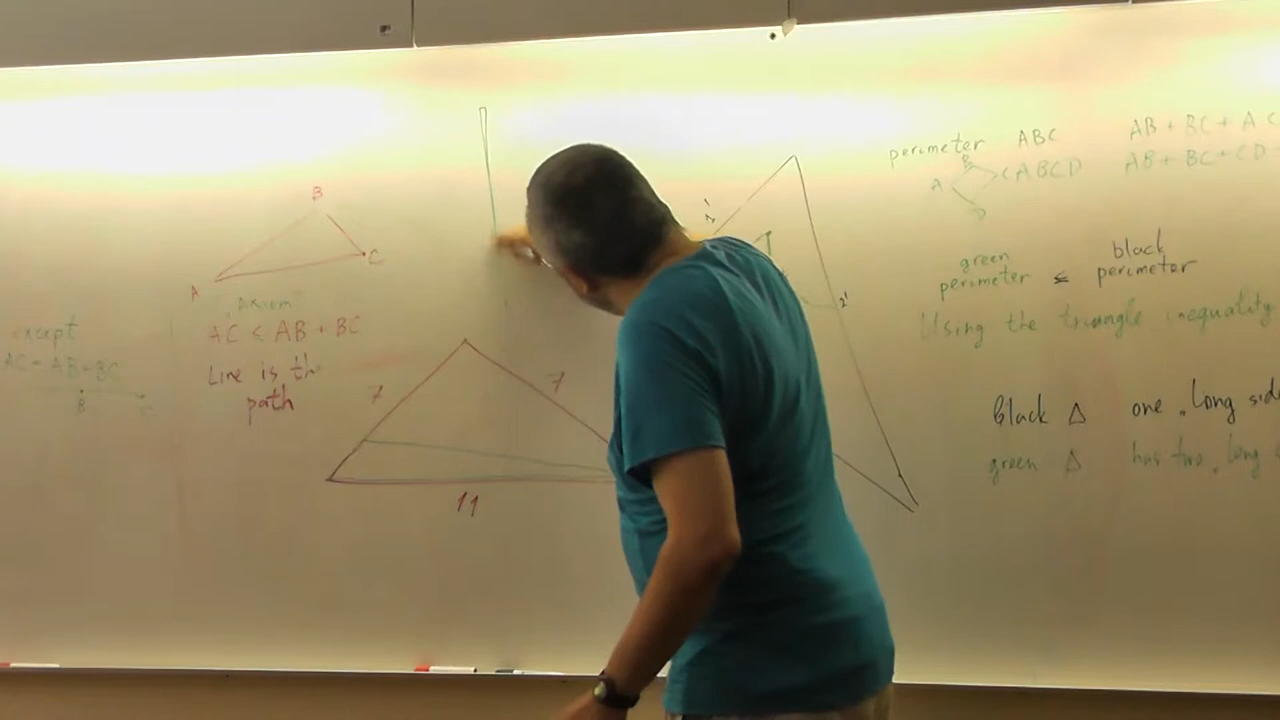 B
C
A
"Axiom"
AC ≤ AB + BC
Line is the
path
except
AC = AB + BC
B
C
7
7
11
2'
perimeter ABC
AB + BC + AC
B
A
C ABCD
D
AB + BC + CD
green
perimeter ≤ black
perimeter
Using the triangle inequality
Black Δ one "long
green Δ has two "long